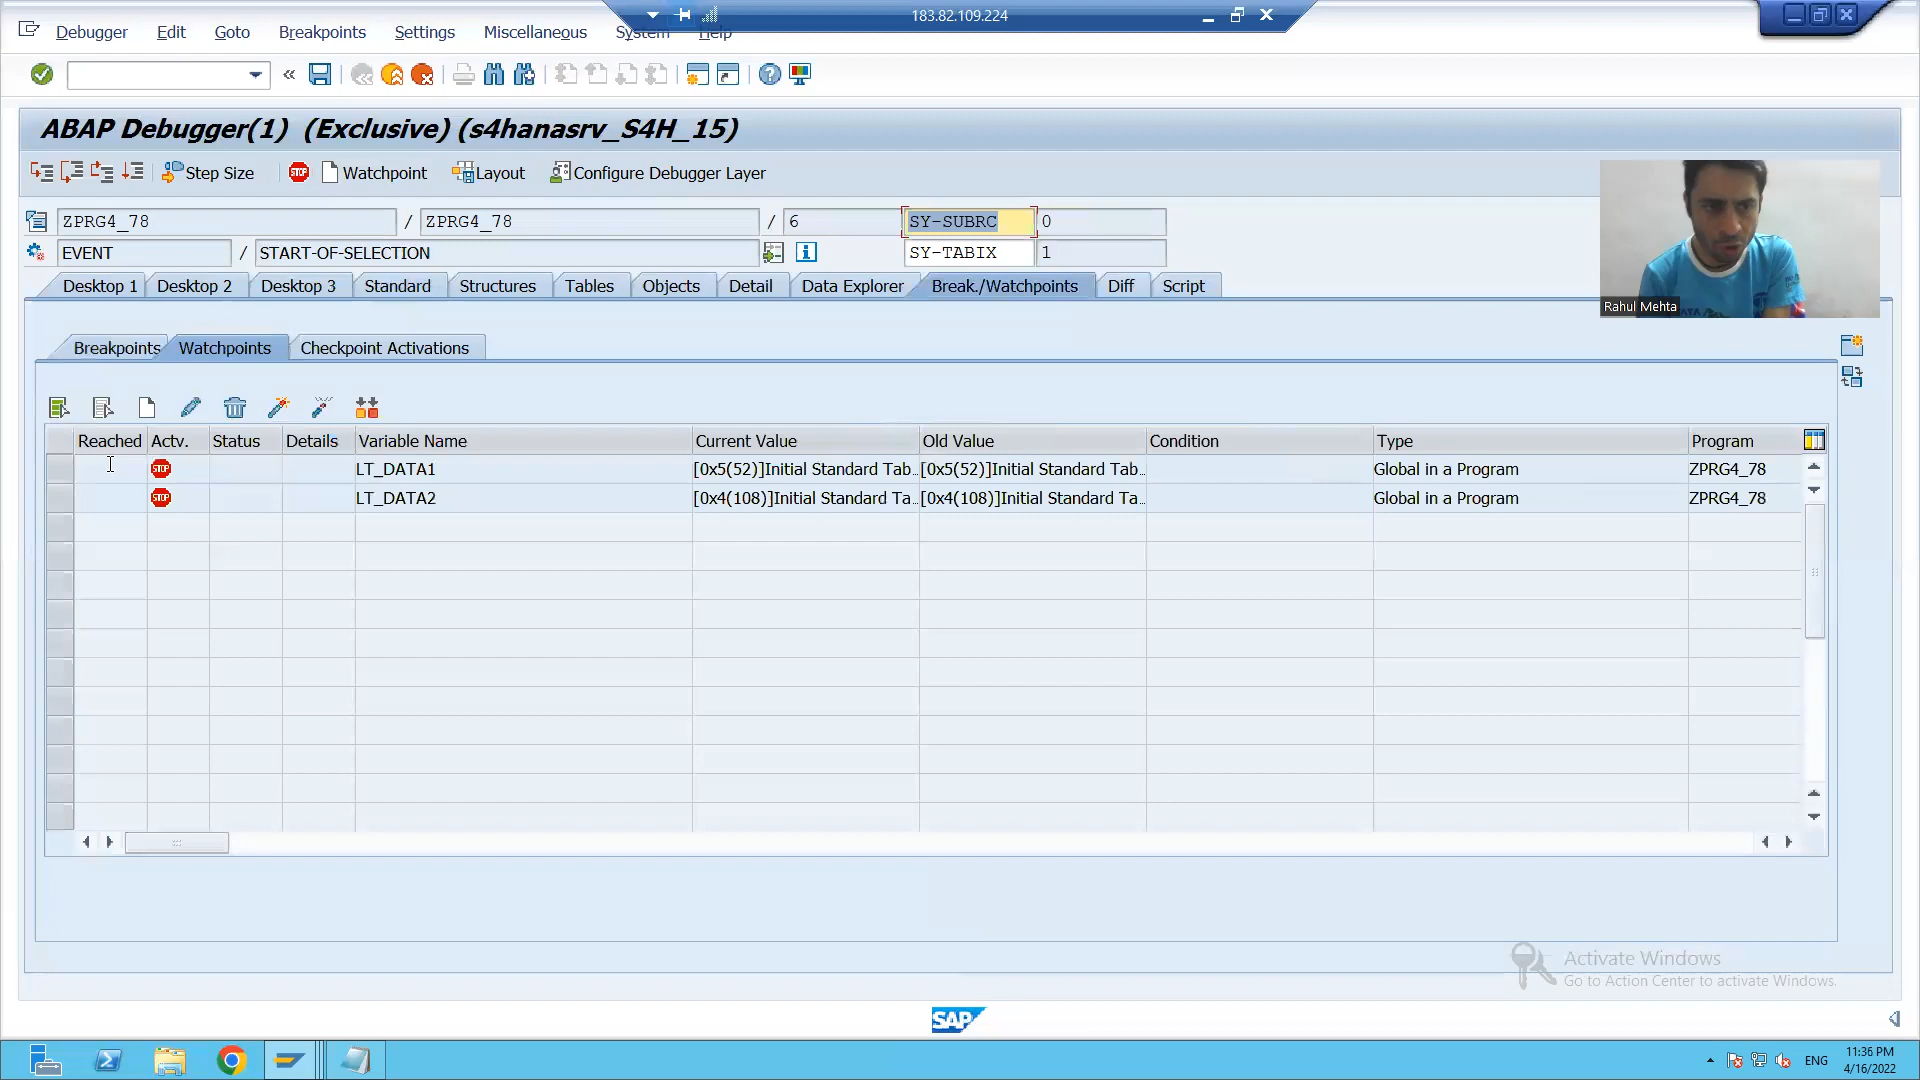 183.82.109.224
Debugger Edit Goto Breakpoints Settings Miscellaneous System Help
ABAP Debugger(1) (Exclusive) (s4hanasrv_S4H_15)
Step Size STOP Watchpoint Layout Configure Debugger Layer
ZPRG4_78 / ZPRG4_78 / 6 SY-SUBRC 0
EVENT / START-OF-SELECTION SY-TABIX 1
Rahul Mehta
Desktop 1 Desktop 2 Desktop 3 Standard Structures Tables Objects Detail Data Explorer Break./Watchpoints Diff Script
Breakpoints Watchpoints Checkpoint Activations
Reached Actv. Status Details Variable Name Current Value Old Value Condition Type Program
STOP LT_DATA1 [0x5(52)]Initial Standard Tab.. [0x5(52)]Initial Standard Tab.. Global in a Program ZPRG4_78
STOP LT_DATA2 [0x4(108)]Initial Standard Ta.. [0x4(108)]Initial Standard Ta.. Global in a Program ZPRG4_78
Activate Windows
Go to Action Center to activate Windows.
SAP
ENG 11:36 PM
4/16/2022